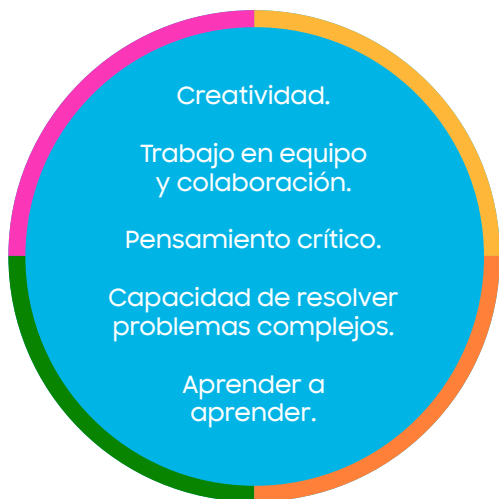 Creatividad.
Trabajo en equipo
y colaboración.
Pensamiento crítico.
Capacidad de resolver
problemas complejos.
Aprender a
aprender.